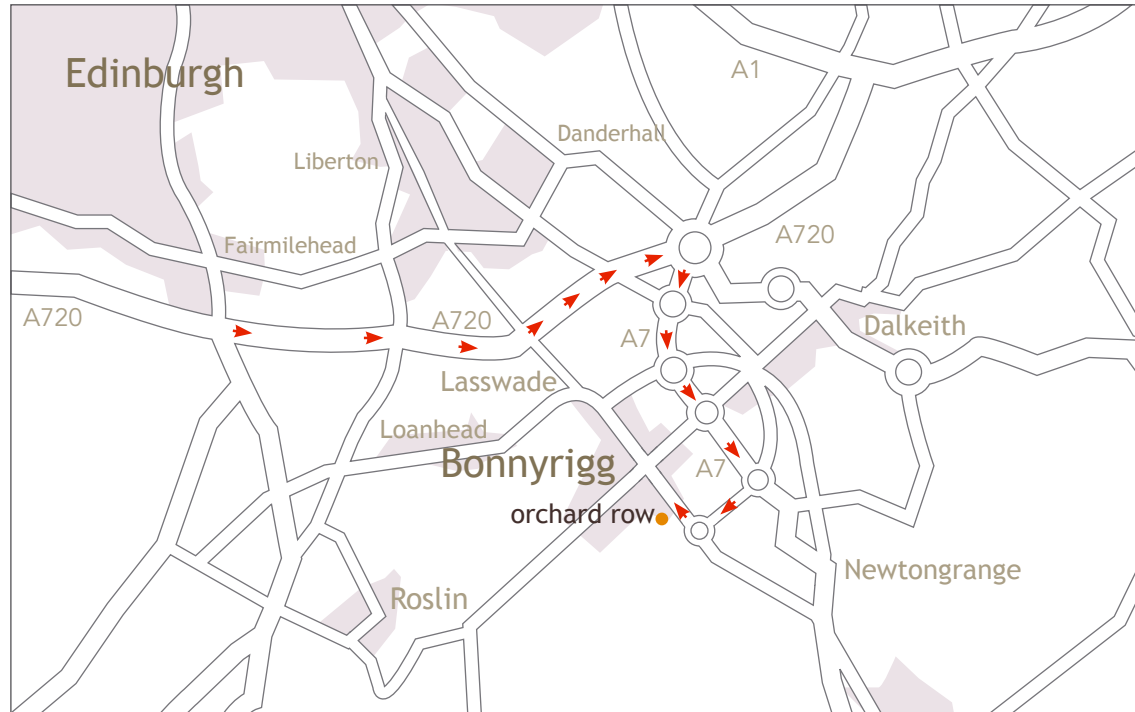 Edinburgh
A1
Danderhall
Liberton
A720
Fairmilehead
A720
A720
Dalkeith
A7
Lasswade
Loanhead
Bonnyrigg
A7
orchard row
Newtongrange
Roslin